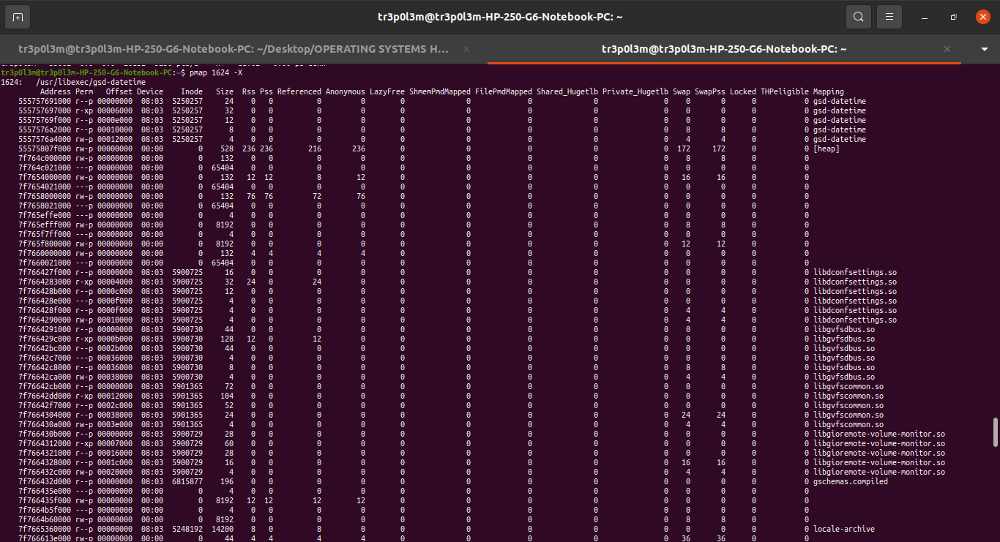 tr3p0l3m@tr3p0l3m-HP-250-G6-Notebook-PC: ~
tr3p0l3m@tr3p0l3m-HP-250-G6-Notebook-PC: ~/Desktop/OPERATING SYSTEMS H...
tr3p0l3m@tr3p0l3m-HP-250-G6-Notebook-PC: ~
tr3p0l3m@tr3p0l3m-HP-250-G6-Notebook-PC:~$ pmap 1624 -X
1624: /usr/libexec/gsd-datetime
Address Perm Offset Device Inode Size Rss Pss Referenced Anonymous LazyFree ShmemPmdMapped FilePmdMapped Shared_Hugetlb Private_Hugetlb Swap SwapPss Locked THPeligible Mapping
555757691000 r--p 00000000 08:03 5250257 24 0 0 0 0 0 0 0 0 0 0 0 0 0 gsd-datetime
555757697000 r-xp 00006000 08:03 5250257 32 0 0 0 0 0 0 0 0 0 0 0 0 0 gsd-datetime
55575769f000 r--p 0000e000 08:03 5250257 12 0 0 0 0 0 0 0 0 0 0 0 0 0 gsd-datetime
5557576a2000 r--p 00010000 08:03 5250257 8 0 0 0 0 0 0 0 0 0 8 8 0 0 gsd-datetime
5557576a4000 rw-p 00012000 08:03 5250257 4 0 0 0 0 0 0 0 0 0 4 4 0 0 gsd-datetime
55575807f000 rw-p 00000000 00:00 0 528 236 236 216 236 0 0 0 0 0 172 172 0 0 [heap]
7f764c000000 rw-p 00000000 00:00 0 132 0 0 0 0 0 0 0 0 0 8 8 0 0
7f764c021000 ---p 00000000 00:00 0 65404 0 0 0 0 0 0 0 0 0 0 0 0 0
7f7654000000 rw-p 00000000 00:00 0 132 12 12 8 12 0 0 0 0 0 16 16 0 0
7f7654021000 ---p 00000000 00:00 0 65404 0 0 0 0 0 0 0 0 0 0 0 0 0
7f7658000000 rw-p 00000000 00:00 0 132 76 76 72 76 0 0 0 0 0 0 0 0 0
7f7658021000 ---p 00000000 00:00 0 65404 0 0 0 0 0 0 0 0 0 0 0 0 0
7f765effe000 ---p 00000000 00:00 0 4 0 0 0 0 0 0 0 0 0 0 0 0 0
7f765efff000 rw-p 00000000 00:00 0 8192 0 0 0 0 0 0 0 0 0 8 8 0 0
7f765f7ff000 ---p 00000000 00:00 0 4 0 0 0 0 0 0 0 0 0 0 0 0 0
7f765f800000 rw-p 00000000 00:00 0 8192 0 0 0 0 0 0 0 0 0 12 12 0 0
7f7660000000 rw-p 00000000 00:00 0 132 4 4 4 4 0 0 0 0 0 0 0 0 0
7f7660021000 ---p 00000000 00:00 0 65404 0 0 0 0 0 0 0 0 0 0 0 0 0
7f766427f000 r--p 00000000 08:03 5900725 16 0 0 0 0 0 0 0 0 0 0 0 0 0 libdconfsettings.so
7f7664283000 r-xp 00004000 08:03 5900725 32 24 0 24 0 0 0 0 0 0 0 0 0 0 libdconfsettings.so
7f766428b000 r--p 0000c000 08:03 5900725 12 0 0 0 0 0 0 0 0 0 0 0 0 0 libdconfsettings.so
7f766428e000 ---p 0000f000 08:03 5900725 4 0 0 0 0 0 0 0 0 0 0 0 0 0 libdconfsettings.so
7f766428f000 r--p 0000f000 08:03 5900725 4 0 0 0 0 0 0 0 0 0 4 4 0 0 libdconfsettings.so
7f7664290000 rw-p 00010000 08:03 5900725 4 0 0 0 0 0 0 0 0 0 4 4 0 0 libdconfsettings.so
7f7664291000 r--p 00000000 08:03 5900730 44 0 0 0 0 0 0 0 0 0 0 0 0 0 libgvfsdbus.so
7f766429c000 r-xp 0000b000 08:03 5900730 128 12 0 12 0 0 0 0 0 0 0 0 0 0 libgvfsdbus.so
7f76642bc000 r--p 0002b000 08:03 5900730 44 0 0 0 0 0 0 0 0 0 0 0 0 0 libgvfsdbus.so
7f76642c7000 ---p 00036000 08:03 5900730 4 0 0 0 0 0 0 0 0 0 0 0 0 0 libgvfsdbus.so
7f76642c8000 r--p 00036000 08:03 5900730 8 0 0 0 0 0 0 0 0 0 8 8 0 0 libgvfsdbus.so
7f76642ca000 rw-p 00038000 08:03 5900730 4 0 0 0 0 0 0 0 0 0 4 4 0 0 libgvfsdbus.so
7f76642cb000 r--p 00000000 08:03 5901365 72 0 0 0 0 0 0 0 0 0 0 0 0 0 libgvfscommon.so
7f76642dd000 r-xp 00012000 08:03 5901365 104 0 0 0 0 0 0 0 0 0 0 0 0 0 libgvfscommon.so
7f76642f7000 r--p 0002c000 08:03 5901365 52 0 0 0 0 0 0 0 0 0 0 0 0 0 libgvfscommon.so
7f7664304000 r--p 00038000 08:03 5901365 24 0 0 0 0 0 0 0 0 0 24 24 0 0 libgvfscommon.so
7f766430a000 rw-p 0003e000 08:03 5901365 4 0 0 0 0 0 0 0 0 0 4 4 0 0 libgvfscommon.so
7f766430b000 r--p 00000000 08:03 5900729 28 0 0 0 0 0 0 0 0 0 0 0 0 0 libgioremote-volume-monitor.so
7f7664312000 r-xp 00007000 08:03 5900729 60 0 0 0 0 0 0 0 0 0 0 0 0 0 libgioremote-volume-monitor.so
7f7664321000 r--p 00016000 08:03 5900729 28 0 0 0 0 0 0 0 0 0 0 0 0 0 libgioremote-volume-monitor.so
7f7664328000 r--p 0001c000 08:03 5900729 16 0 0 0 0 0 0 0 0 0 16 16 0 0 libgioremote-volume-monitor.so
7f766432c000 rw-p 00020000 08:03 5900729 4 0 0 0 0 0 0 0 0 0 4 4 0 0 libgioremote-volume-monitor.so
7f766432d000 r--p 00000000 08:03 6815877 196 0 0 0 0 0 0 0 0 0 0 0 0 0 gschemas.compiled
7f766435e000 ---p 00000000 00:00 0 4 0 0 0 0 0 0 0 0 0 0 0 0 0
7f766435f000 rw-p 00000000 00:00 0 8192 12 12 12 12 0 0 0 0 0 0 0 0 0
7f7664b5f000 ---p 00000000 00:00 0 4 0 0 0 0 0 0 0 0 0 0 0 0 0
7f7664b60000 rw-p 00000000 00:00 0 8192 0 0 0 0 0 0 0 0 0 8 8 0 0
7f7665360000 r--p 00000000 08:03 5248192 14200 8 0 8 0 0 0 0 0 0 0 0 0 0 locale-archive
7f766613e000 rw-p 00000000 00:00 0 44 4 4 4 4 0 0 0 0 0 36 36 0 0